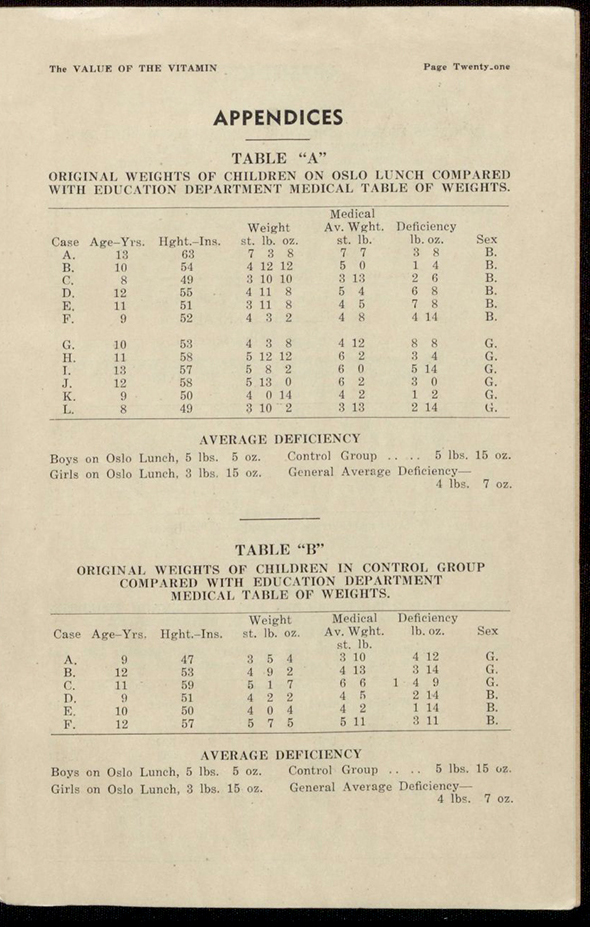 The VALUE OF THE VITAMIN Page Twenty-one
APPENDICES
TABLE "A"
ORIGINAL WEIGHTS OF CHILDREN ON OSLO LUNCH COMPARED
WITH EDUCATION DEPARTMENT MEDICAL TABLE OF WEIGHTS.
Medical
Weight Av. Wght. Deficiency
Case Age-Yrs. Hght.-Ins. st. lb. oz. st. lb. lb. oz. Sex
A. 13 63 7 3 8 7 7 3 8 B.
B. 10 54 4 12 12 5 0 1 4 B.
C. 8 49 3 10 10 3 13 2 6 B.
D. 12 55 4 11 8 5 4 6 8 B.
E. 11 51 3 11 8 4 5 7 8 B.
F. 9 52 4 3 2 4 8 4 14 B.
G. 10 53 4 3 8 4 12 8 8 G.
H. 11 58 5 12 12 6 2 3 4 G.
I. 13 57 5 8 2 6 0 5 14 G.
J. 12 58 5 13 0 6 2 3 0 G.
K. 9 50 4 0 14 4 2 1 2 G.
L. 8 49 3 10 2 3 13 2 14 G.
AVERAGE DEFICIENCY
Boys on Oslo Lunch, 5 lbs. 5 oz. Control Group .. .. 5 lbs. 15 oz.
Girls on Oslo Lunch, 3 lbs. 15 oz. General Average Deficiency—
4 lbs. 7 oz.
TABLE "B"
ORIGINAL WEIGHTS OF CHILDREN IN CONTROL GROUP
COMPARED WITH EDUCATION DEPARTMENT
MEDICAL TABLE OF WEIGHTS.
Weight Medical Deficiency
Case Age-Yrs. Hght.-Ins. st. lb. oz. Av. Wght. lb. oz. Sex
st. lb.
A. 9 47 3 5 4 3 10 4 12 G.
B. 12 53 4 9 2 4 13 3 14 G.
C. 11 59 5 1 7 6 6 1 4 9 G.
D. 9 51 4 2 2 4 5 2 14 B.
E. 10 50 4 0 4 4 2 1 14 B.
F. 12 57 5 7 5 5 11 3 11 B.
AVERAGE DEFICIENCY
Boys on Oslo Lunch, 5 lbs. 5 oz. Control Group .. .. 5 lbs. 15 oz.
Girls on Oslo Lunch, 3 lbs. 15 oz. General Average Deficiency—
4 lbs. 7 oz.